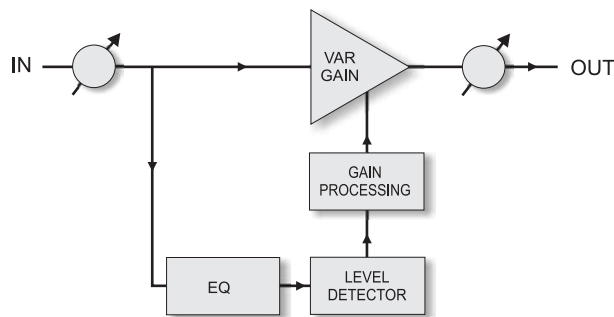 IN
VAR
GAIN
OUT
GAIN
PROCESSING
EQ
LEVEL
DETECTOR